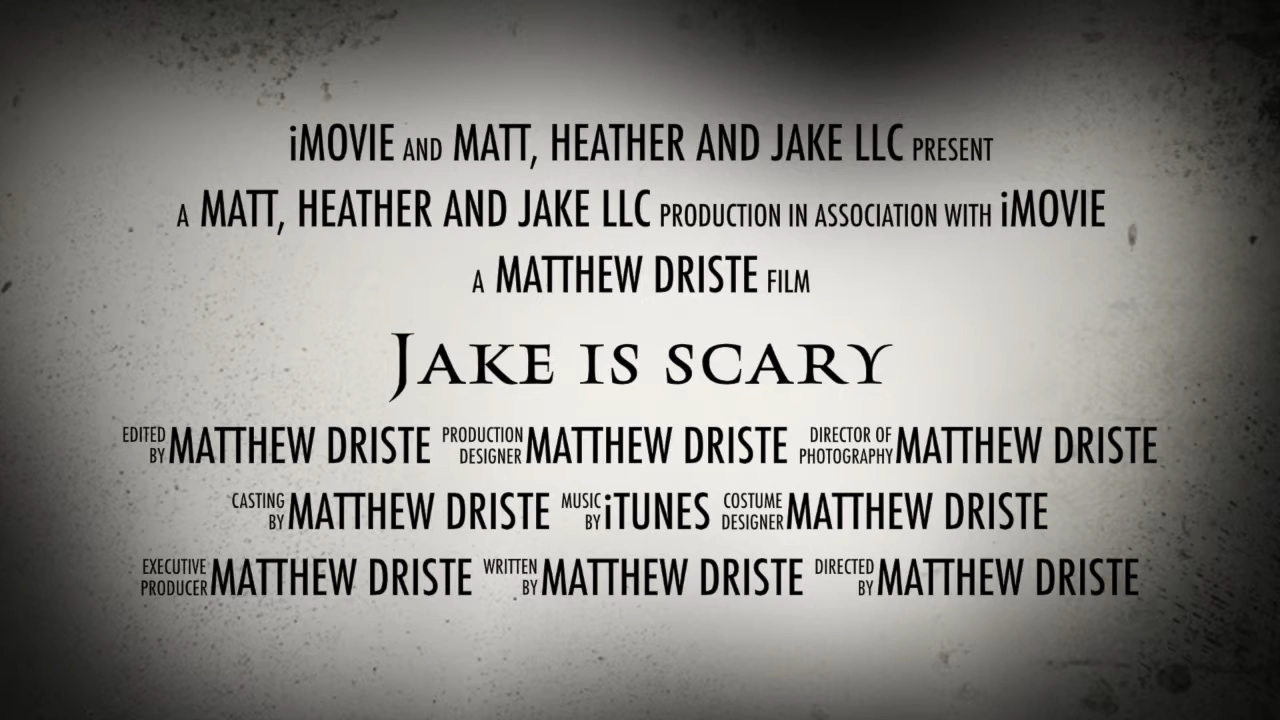 iMOVIE AND MATT, HEATHER AND JAKE LLC PRESENT
A MATT, HEATHER AND JAKE LLC PRODUCTION IN ASSOCIATION WITH iMOVIE
A MATTHEW DRISTE FILM
JAKE IS SCARY
EDITED BY MATTHEW DRISTE PRODUCTION DESIGNER MATTHEW DRISTE DIRECTOR OF PHOTOGRAPHY MATTHEW DRISTE
CASTING BY MATTHEW DRISTE MUSIC BY iTUNES COSTUME DESIGNER MATTHEW DRISTE
EXECUTIVE PRODUCER MATTHEW DRISTE WRITTEN BY MATTHEW DRISTE DIRECTED BY MATTHEW DRISTE